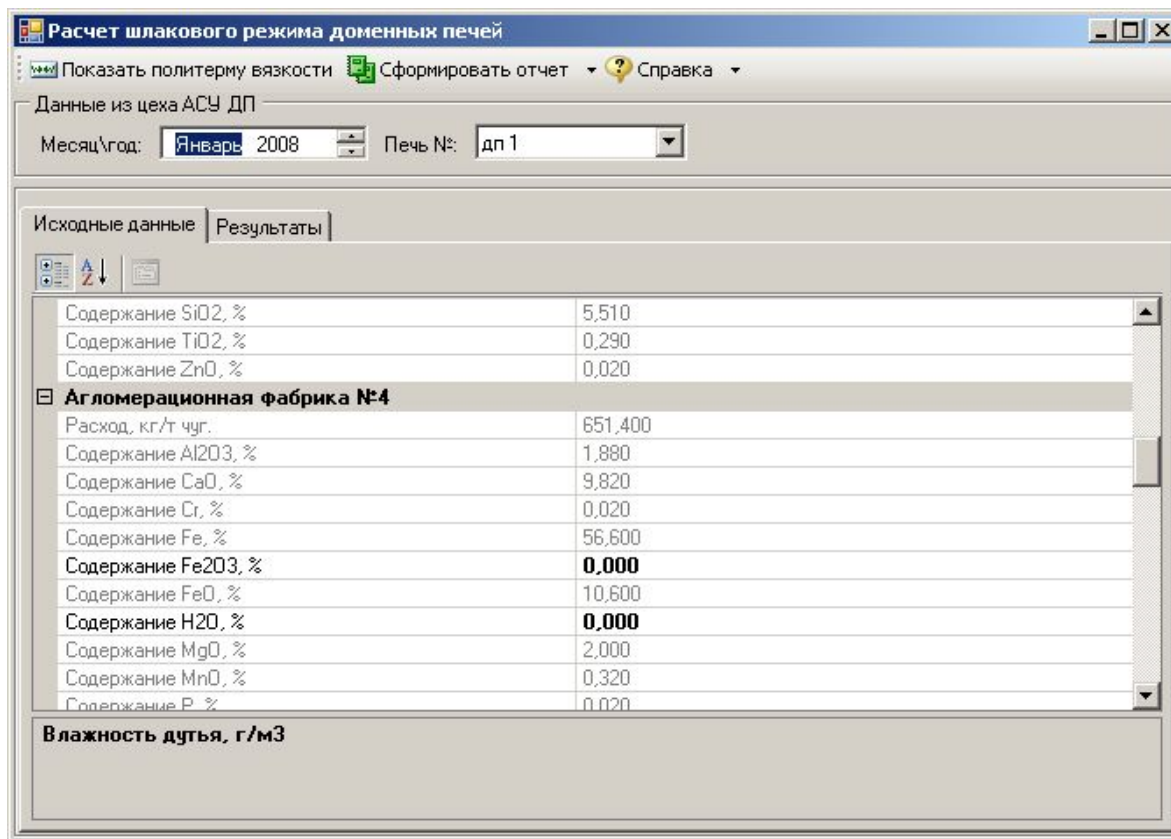 Расчет шлакового режима доменных печей
Показать политерму вязкости Сформировать отчет Справка
Данные из цеха АСУ ДП
Месяц\год: Январь 2008 Печь №: дп 1
Исходные данные Результаты
Содержание SiO2, % 5,510
Содержание TiO2, % 0,290
Содержание ZnO, % 0,020
Агломерационная фабрика №4
Расход, кг/т чуг. 651,400
Содержание Al2O3, % 1,880
Содержание CaO, % 9,820
Содержание Cr, % 0,020
Содержание Fe, % 56,600
Содержание Fe2O3, % 0,000
Содержание FeO, % 10,600
Содержание H2O, % 0,000
Содержание MgO, % 2,000
Содержание MnO, % 0,320
Содержание P, % 0,020
Влажность дутья, г/м3